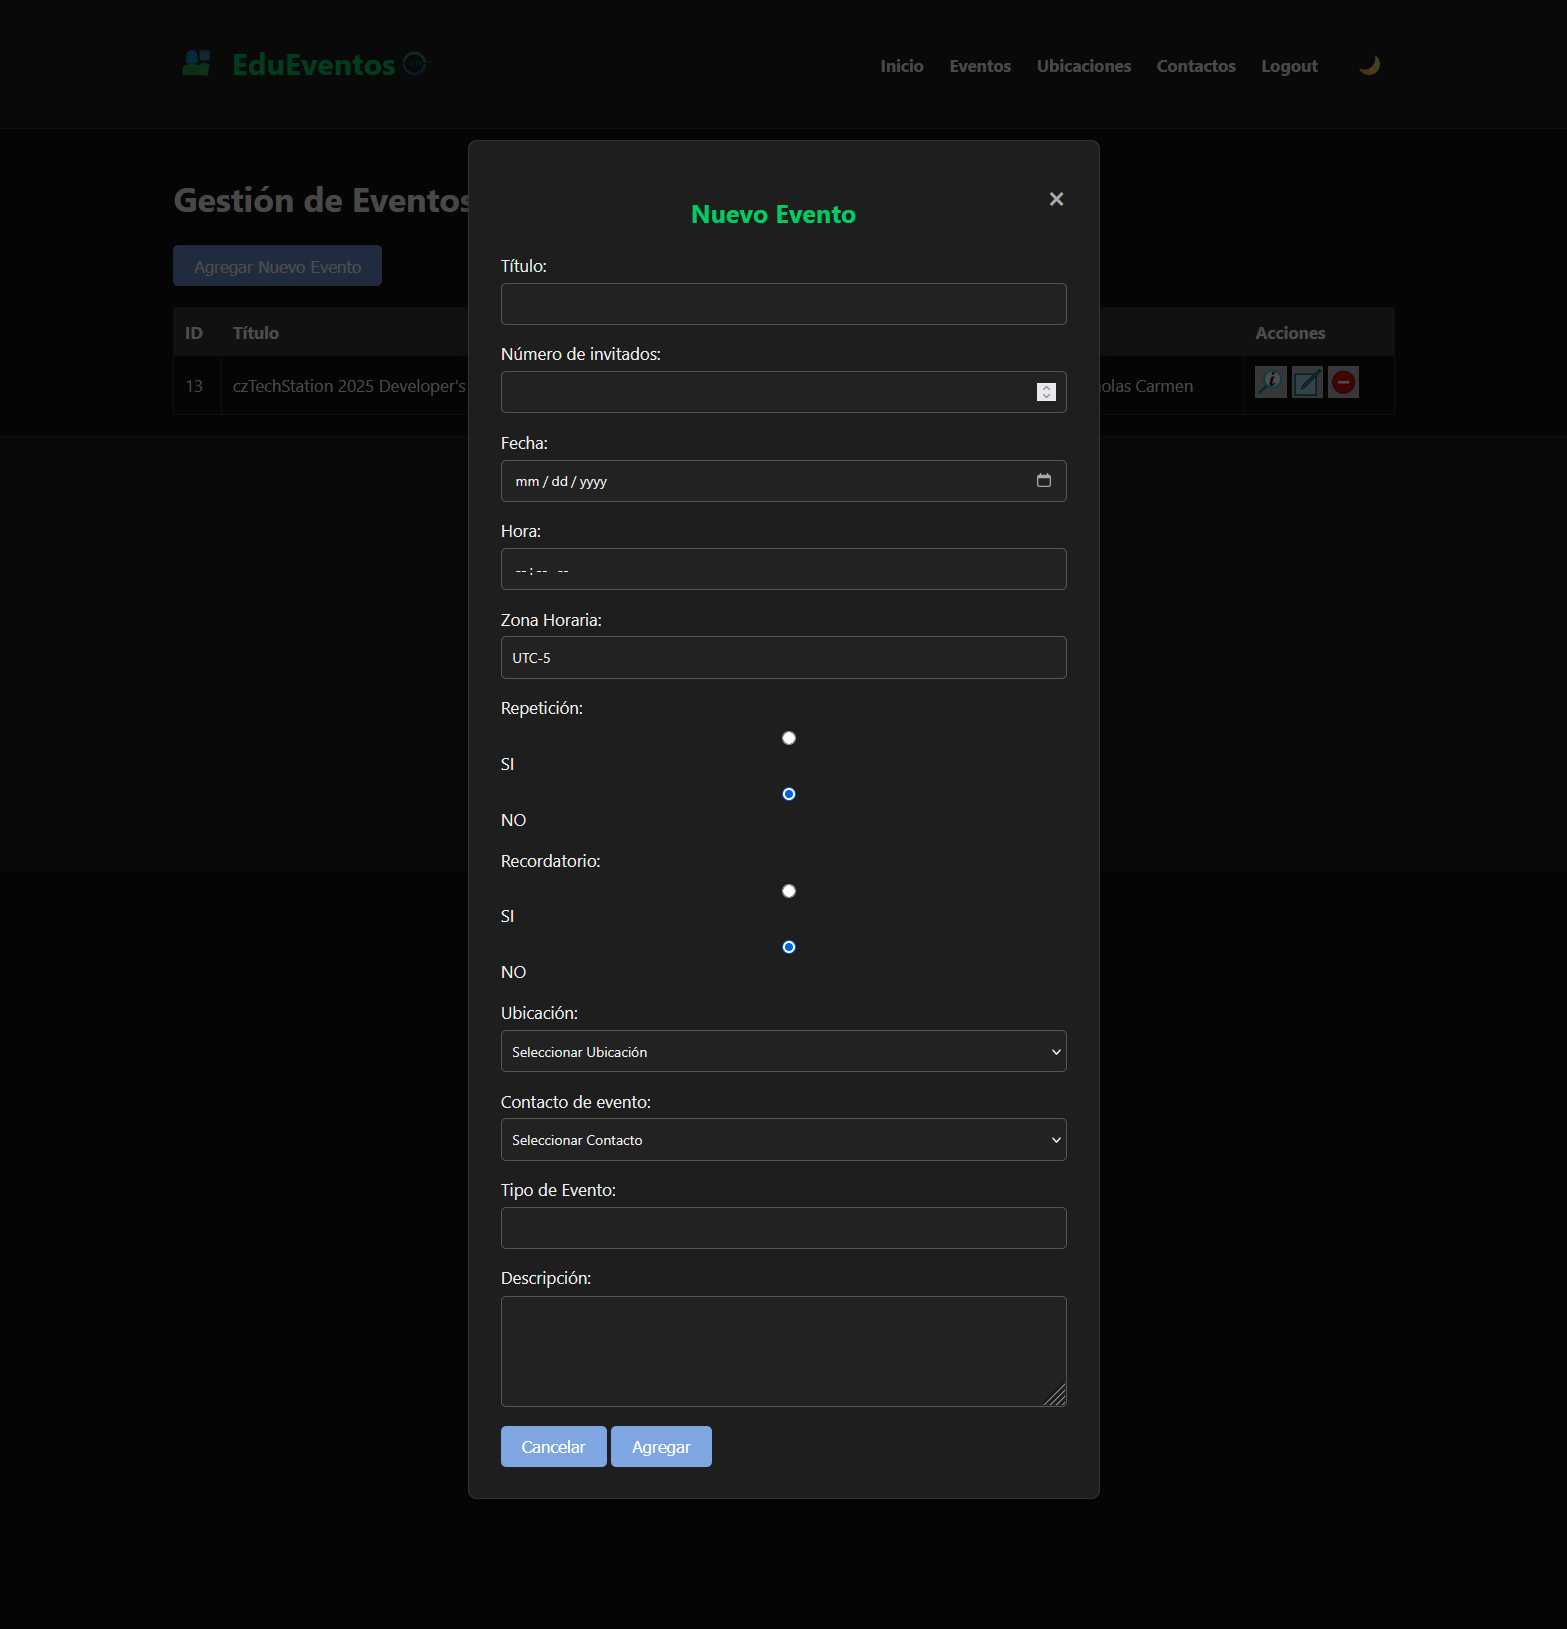 EduEventos
Inicio Eventos Ubicaciones Contactos Logout
Gestión de Eventos
Agregar Nuevo Evento
ID Título Acciones
13 czTechStation 2025 Developer's olas Carmen
Nuevo Evento
×
Título:
Número de invitados:
Fecha:
mm / dd / yyyy
Hora:
-- : -- --
Zona Horaria:
UTC-5
Repetición:
SI
NO
Recordatorio:
SI
NO
Ubicación:
Seleccionar Ubicación
Contacto de evento:
Seleccionar Contacto
Tipo de Evento:
Descripción:
Cancelar Agregar